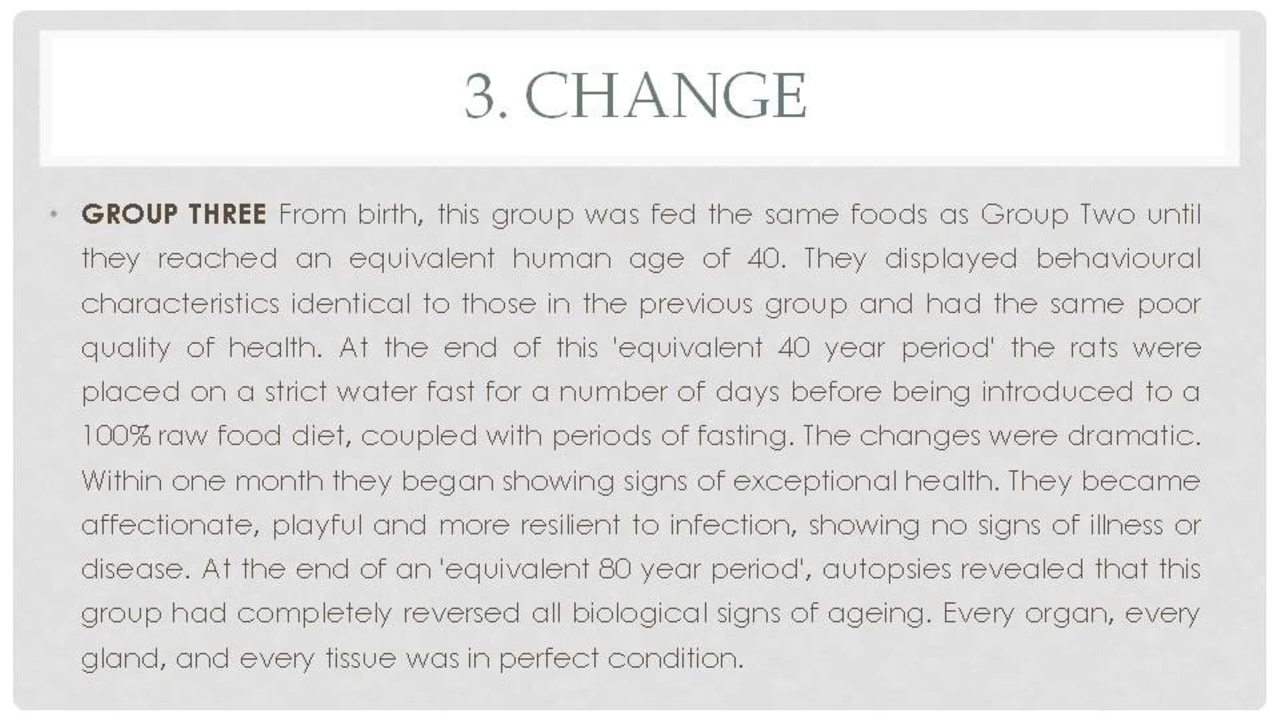 3. CHANGE
• GROUP THREE From birth, this group was fed the same foods as Group Two until
they reached an equivalent human age of 40. They displayed behavioural
characteristics identical to those in the previous group and had the same poor
quality of health. At the end of this 'equivalent 40 year period' the rats were
placed on a strict water fast for a number of days before being introduced to a
100% raw food diet, coupled with periods of fasting. The changes were dramatic.
Within one month they began showing signs of exceptional health. They became
affectionate, playful and more resilient to infection, showing no signs of illness or
disease. At the end of an 'equivalent 80 year period', autopsies revealed that this
group had completely reversed all biological signs of ageing. Every organ, every
gland, and every tissue was in perfect condition.